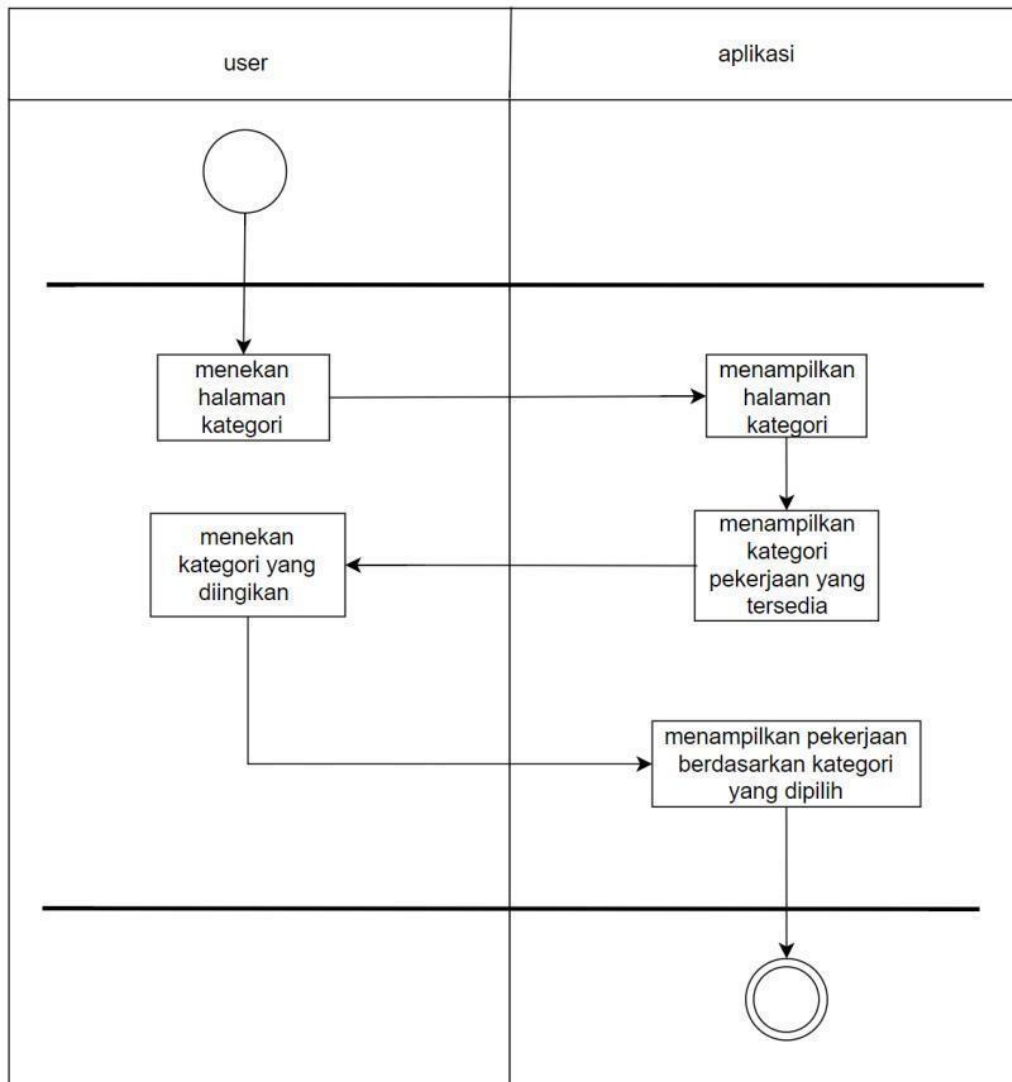 user
aplikasi
menekan
halaman
kategori
menampilkan
halaman
kategori
menampilkan
kategori
pekerjaan yang
tersedia
menekan
kategori yang
diingikan
menampilkan pekerjaan
berdasarkan kategori
yang dipilih